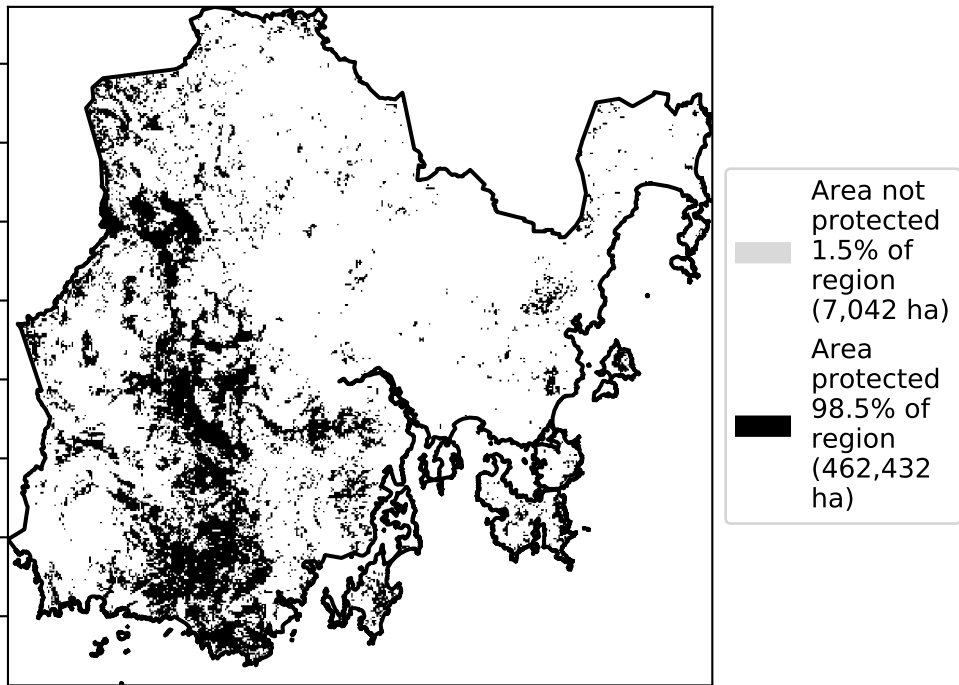 Area not
protected
1.5% of
region
(7,042 ha)
Area
protected
98.5% of
region
(462,432
ha)